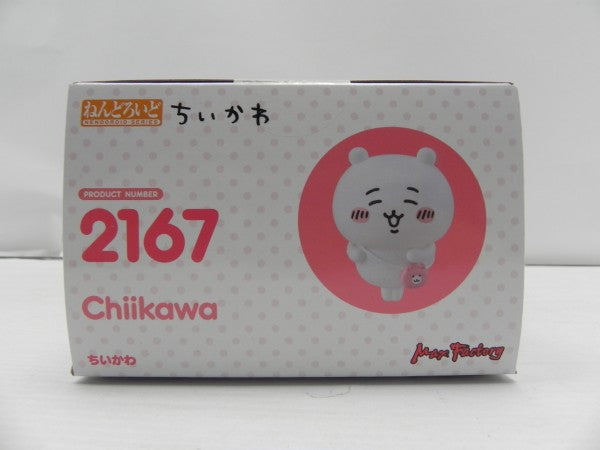 ねんどろいど
NENDOROID SERIES
ちいかわ
PRODUCT NUMBER
2167
Chiikawa
ちいかわ
Max Factory